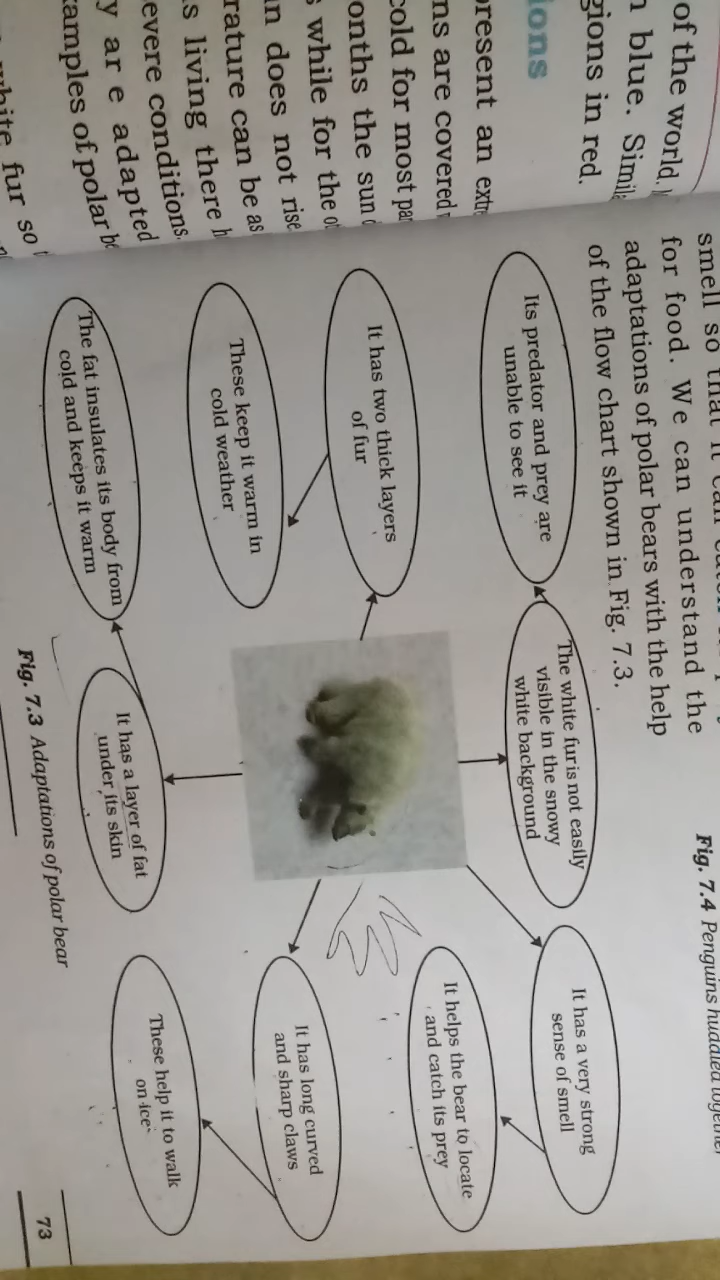 of the world.
n blue.
gions in red.
ions
present an
ns are covered
cold for most
onths the sun
while for the
n does not rise
rature can be as
s living there
evere conditions.
y ar e adapted
amples of polar
white fur so
smell so that it can
for food. We can understand the
adaptations of polar bears with the help
of the flow chart shown in Fig. 7.3.
Its predator and prey are
unable to see it
The white fur is not easily
visible in the snowy
white background
It has a very strong
sense of smell
It has two thick layers
of fur
It helps the bear to locate
and catch its prey
These keep it warm in
cold weather
It has long curved
and sharp claws
The fat insulates its body from
cold and keeps it warm
It has a layer of fat
under its skin
These help it to walk
on ice
Fig. 7.3 Adaptations of polar bear
Fig. 7.4 Penguins huddled together
73